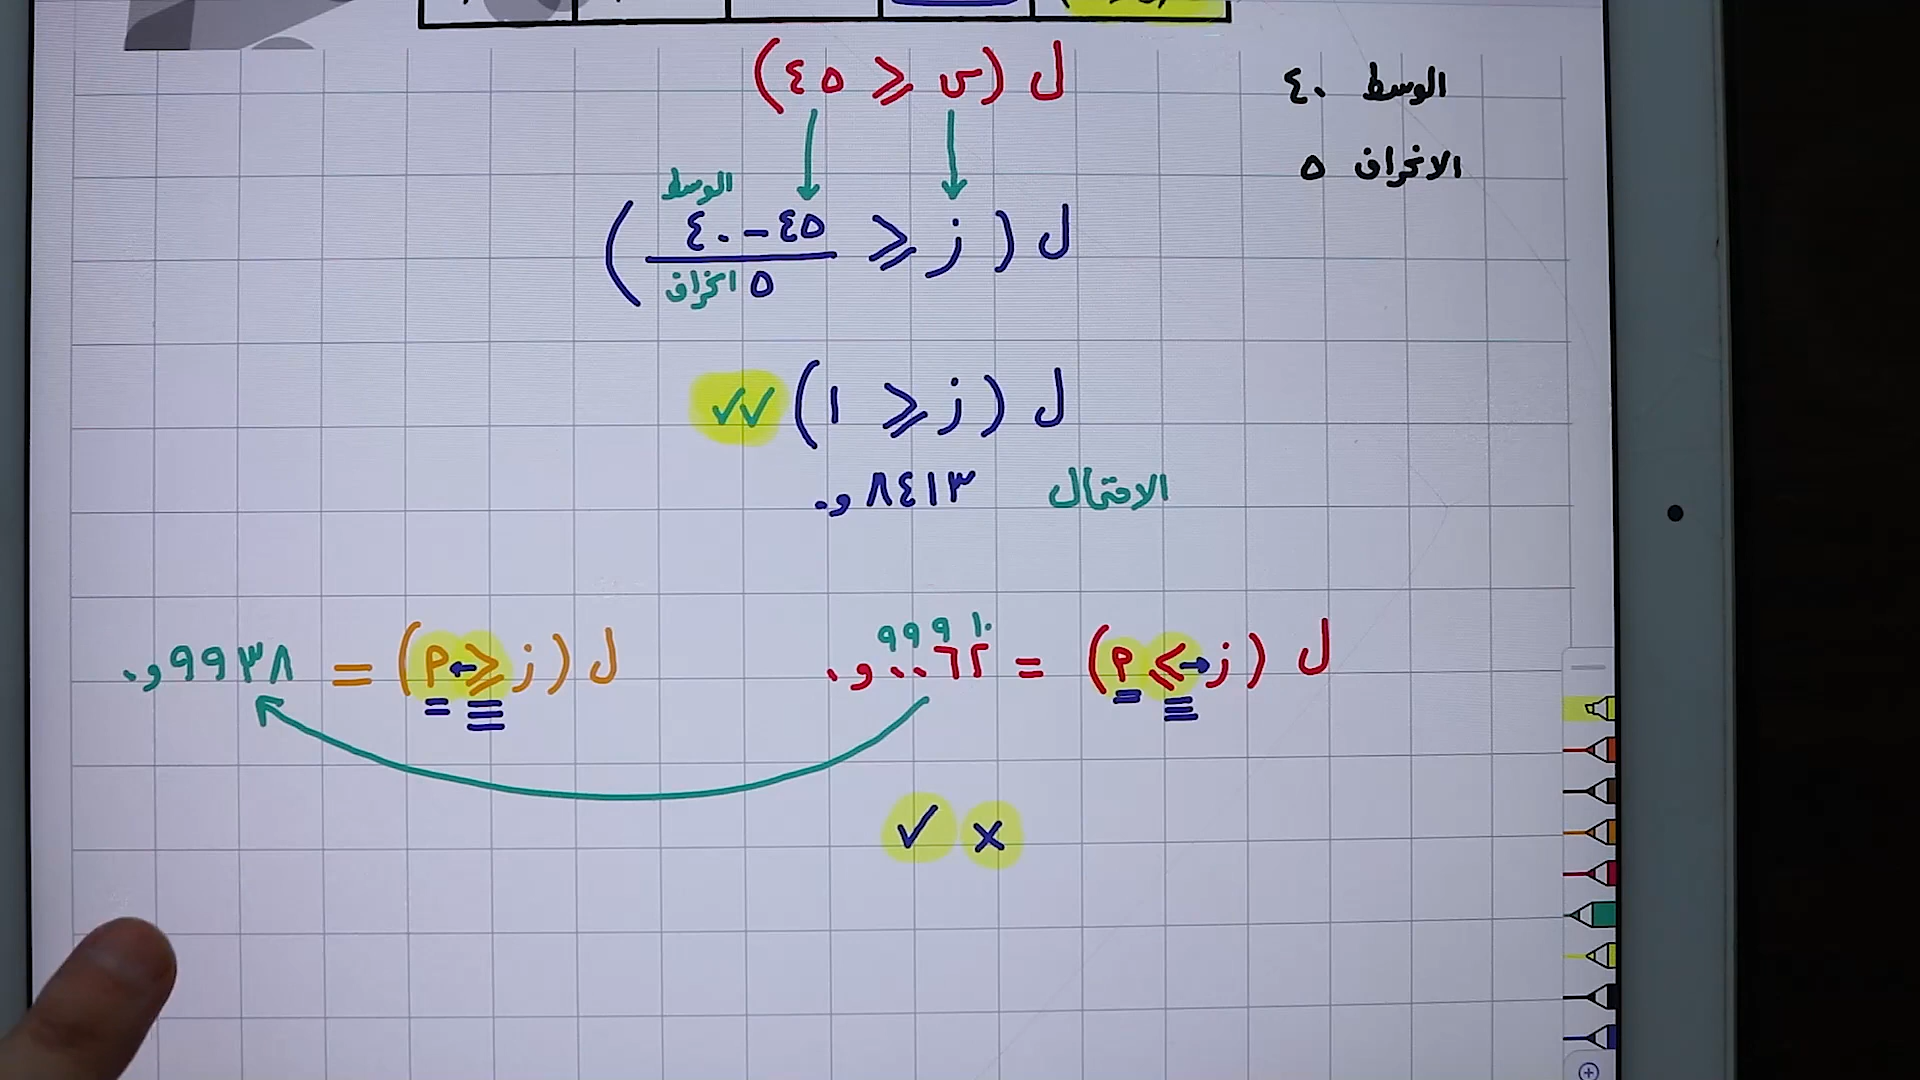 ل (س ≥ ٤٥)
الوسط ٤٠
الانحراف ٥
الوسط
ل (ز ≥ ٤٥ - ٤٠ / ٥)
انحراف
ل (ز ≥ ١) ✓✓
الاحتمال ٠,٨٤١٣
٩ ٩ ٩ ١٠
ل (ز ≤ م) = ٠,٠٠٦٢
ل (ز ≥ م) = ٠,٩٩٣٨
✓ ×